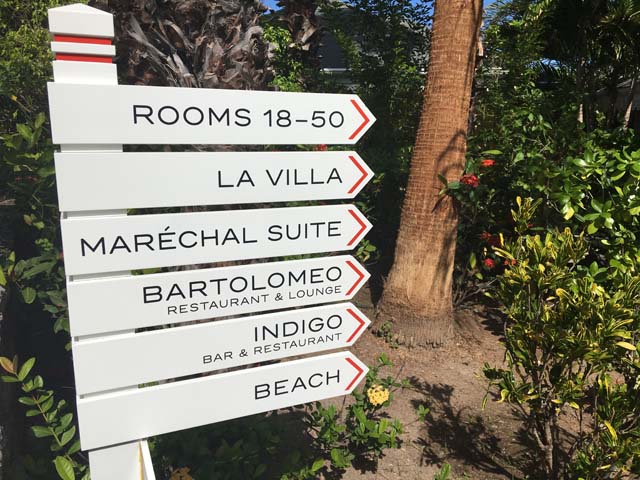 ROOMS 18–50
LA VILLA
MARÉCHAL SUITE
BARTOLOMEO
RESTAURANT & LOUNGE
INDIGO
BAR & RESTAURANT
BEACH